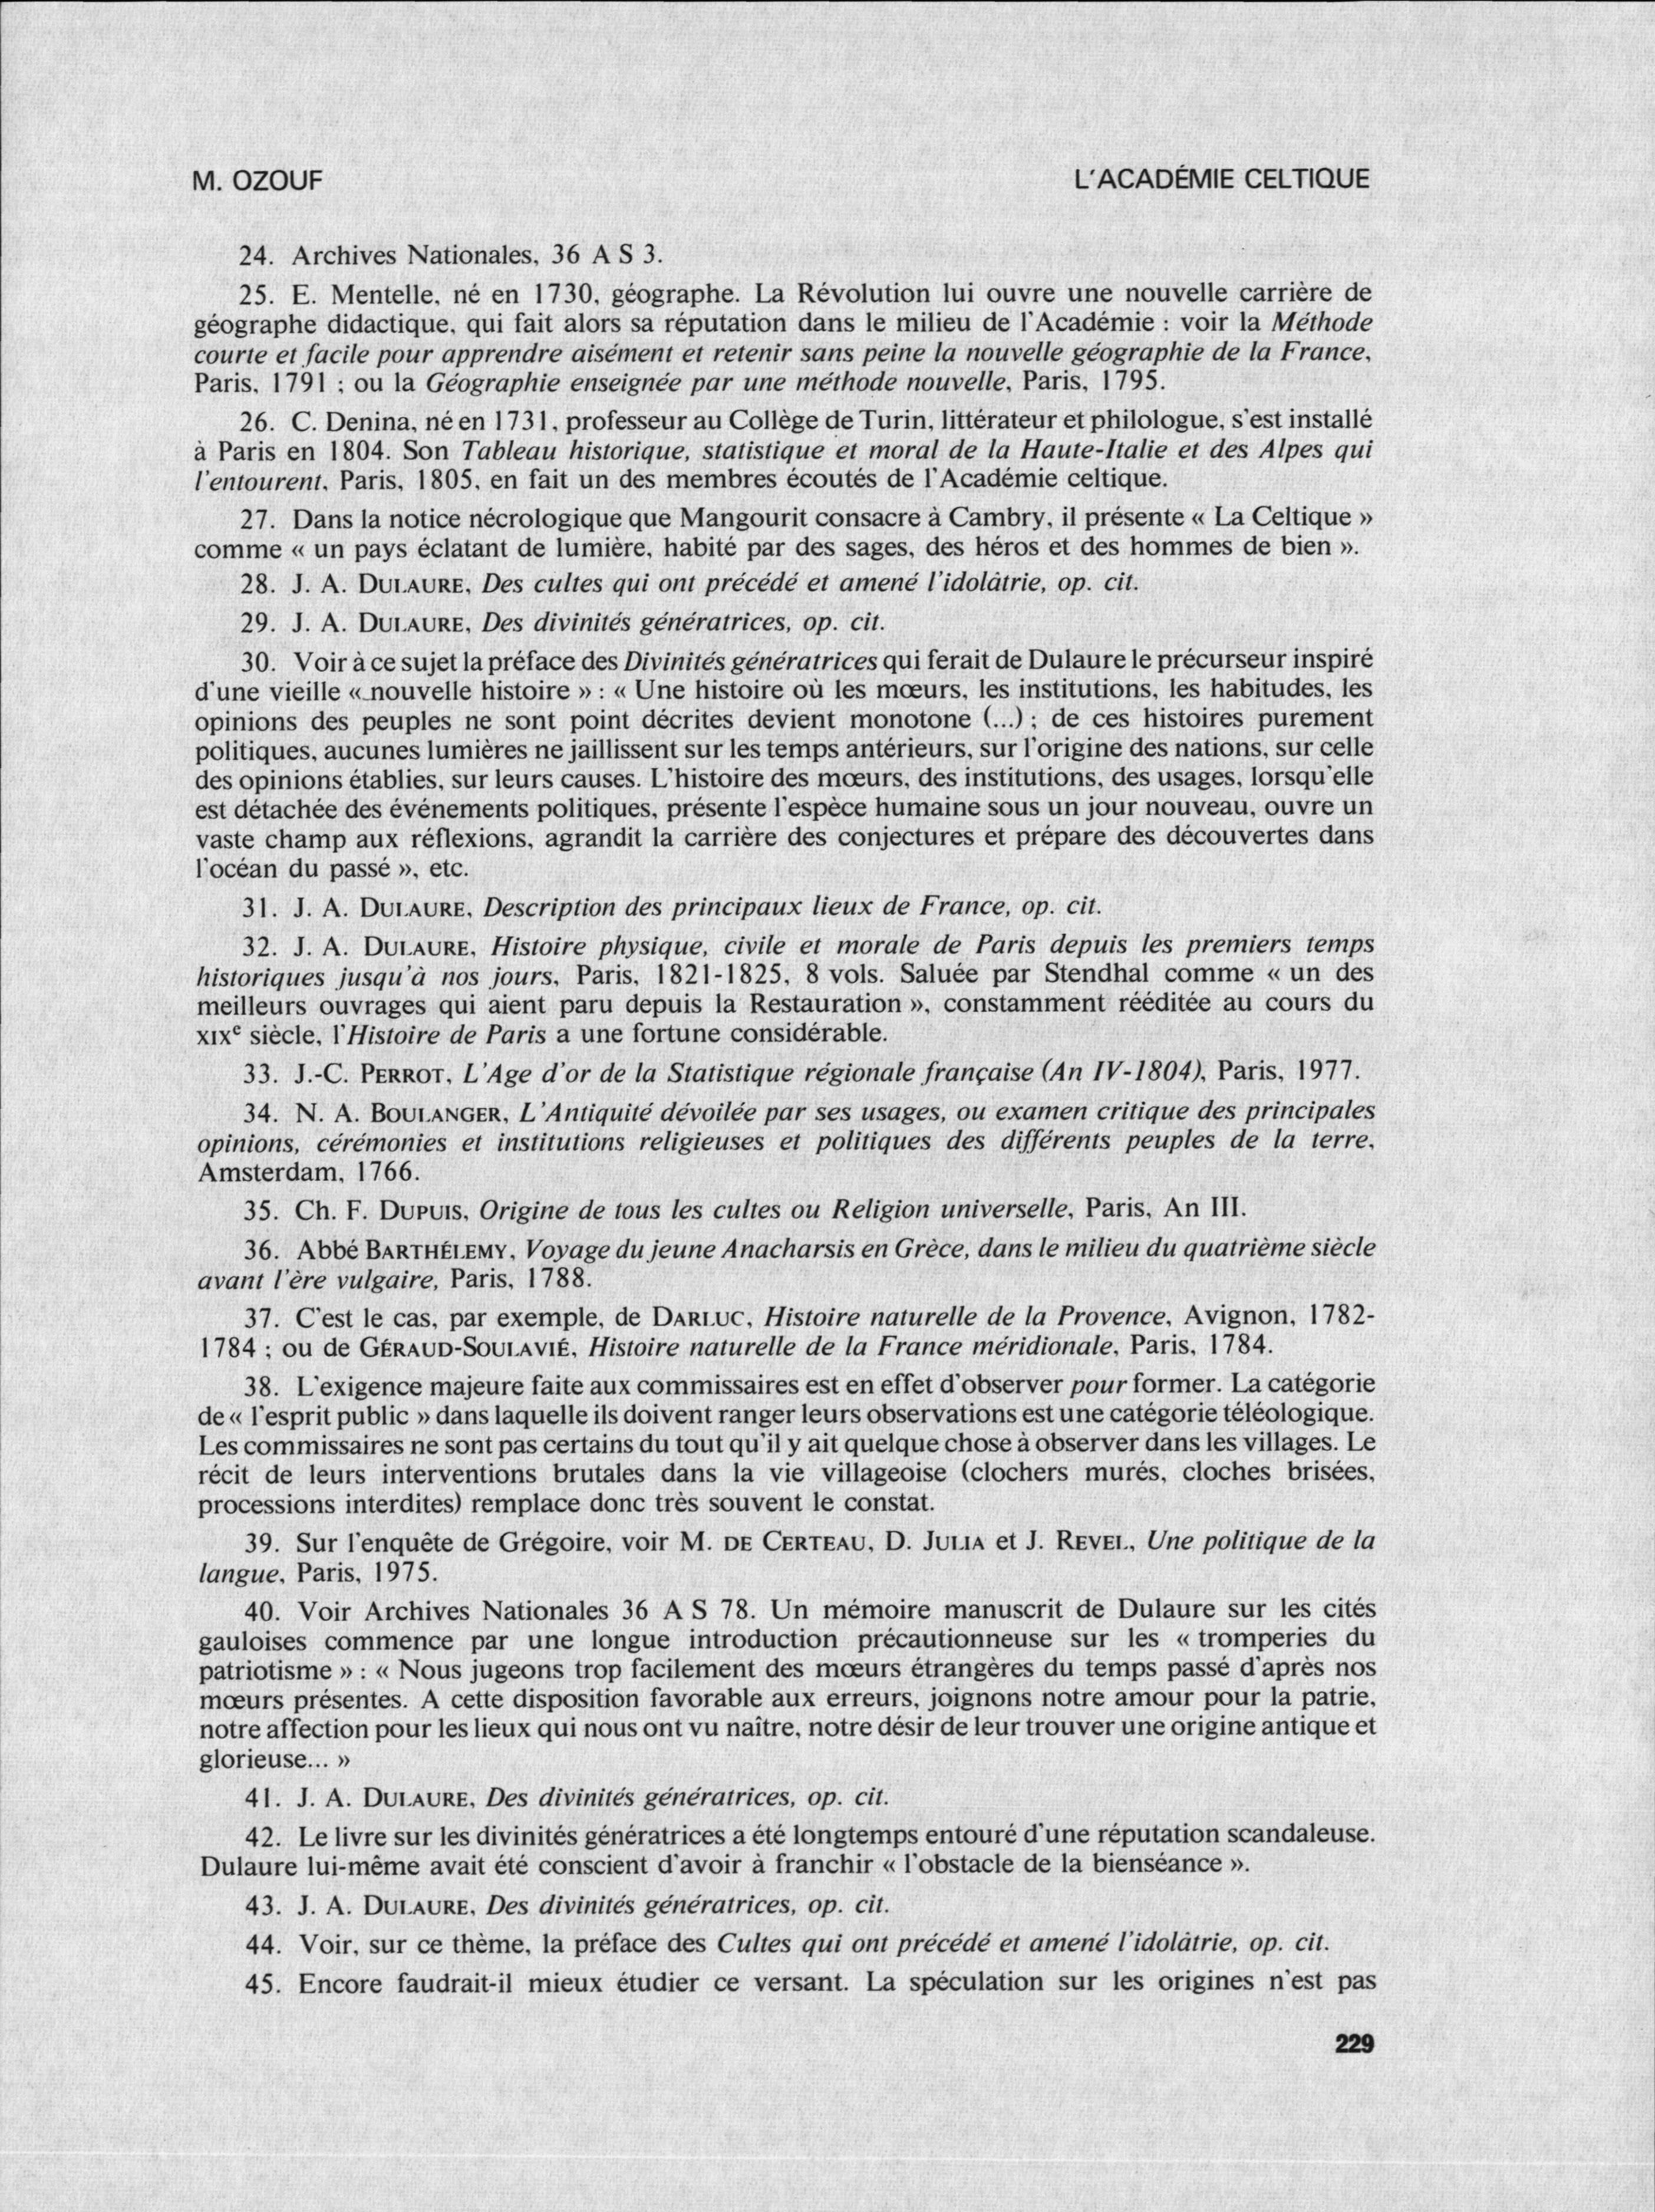 M. OZOUF
L'ACADÉMIE CELTIQUE
24. Archives Nationales, 36 A S 3.
25. E. Mentelle, né en 1730, géographe. La Révolution lui ouvre une nouvelle carrière de
géographe didactique, qui fait alors sa réputation dans le milieu de l'Académie : voir la Méthode
courte et facile pour apprendre aisément et retenir sans peine la nouvelle géographie de la France,
Paris, 1791 ; ou la Géographie enseignée par une méthode nouvelle, Paris, 1795.
26. C. Denina, né en 1731, professeur au Collège de Turin, littérateur et philologue, s'est installé
à Paris en 1804. Son Tableau historique, statistique et moral de la Haute-Italie et des Alpes qui
l'entourent, Paris, 1805, en fait un des membres écoutés de l'Académie celtique.
27. Dans la notice nécrologique que Mangourit consacre à Cambry, il présente « La Celtique »
comme « un pays éclatant de lumière, habité par des sages, des héros et des hommes de bien ».
28. J. A. DULAURE, Des cultes qui ont précédé et amené l'idolâtrie, op. cit.
29. J. A. DULAURE, Des divinités génératrices, op. cit.
30. Voir à ce sujet la préface des Divinités génératrices qui ferait de Dulaure le précurseur inspiré
d'une vieille « nouvelle histoire » : « Une histoire où les mœurs, les institutions, les habitudes, les
opinions des peuples ne sont point décrites devient monotone (...) ; de ces histoires purement
politiques, aucunes lumières ne jaillissent sur les temps antérieurs, sur l'origine des nations, sur celle
des opinions établies, sur leurs causes. L'histoire des mœurs, des institutions, des usages, lorsqu'elle
est détachée des événements politiques, présente l'espèce humaine sous un jour nouveau, ouvre un
vaste champ aux réflexions, agrandit la carrière des conjectures et prépare des découvertes dans
l'océan du passé », etc.
31. J. A. DULAURE, Description des principaux lieux de France, op. cit.
32. J. A. DULAURE, Histoire physique, civile et morale de Paris depuis les premiers temps
historiques jusqu'à nos jours, Paris, 1821-1825, 8 vols. Saluée par Stendhal comme « un des
meilleurs ouvrages qui aient paru depuis la Restauration », constamment rééditée au cours du
XIXe siècle, l'Histoire de Paris a une fortune considérable.
33. J.-C. PERROT, L'Age d'or de la Statistique régionale française (An IV-1804), Paris, 1977.
34. N. A. BOULANGER, L'Antiquité dévoilée par ses usages, ou examen critique des principales
opinions, cérémonies et institutions religieuses et politiques des différents peuples de la terre,
Amsterdam, 1766.
35. Ch. F. DUPUIS, Origine de tous les cultes ou Religion universelle, Paris, An III.
36. Abbé BARTHÉLEMY, Voyage du jeune Anacharsis en Grèce, dans le milieu du quatrième siècle
avant l'ère vulgaire, Paris, 1788.
37. C'est le cas, par exemple, de DARLUC, Histoire naturelle de la Provence, Avignon, 1782-
1784 ; ou de GÉRAUD-SOULAVIÉ, Histoire naturelle de la France méridionale, Paris, 1784.
38. L'exigence majeure faite aux commissaires est en effet d'observer pour former. La catégorie
de « l'esprit public » dans laquelle ils doivent ranger leurs observations est une catégorie téléologique.
Les commissaires ne sont pas certains du tout qu'il y ait quelque chose à observer dans les villages. Le
récit de leurs interventions brutales dans la vie villageoise (clochers murés, cloches brisées,
processions interdites) remplace donc très souvent le constat.
39. Sur l'enquête de Grégoire, voir M. DE CERTEAU, D. JULIA et J. REVEL, Une politique de la
langue, Paris, 1975.
40. Voir Archives Nationales 36 A S 78. Un mémoire manuscrit de Dulaure sur les cités
gauloises commence par une longue introduction précautionneuse sur les « tromperies du
patriotisme » : « Nous jugeons trop facilement des mœurs étrangères du temps passé d'après nos
mœurs présentes. A cette disposition favorable aux erreurs, joignons notre amour pour la patrie,
notre affection pour les lieux qui nous ont vu naître, notre désir de leur trouver une origine antique et
glorieuse... »
41. J. A. DULAURE, Des divinités génératrices, op. cit.
42. Le livre sur les divinités génératrices a été longtemps entouré d'une réputation scandaleuse.
Dulaure lui-même avait été conscient d'avoir à franchir « l'obstacle de la bienséance ».
43. J. A. DULAURE, Des divinités génératrices, op. cit.
44. Voir, sur ce thème, la préface des Cultes qui ont précédé et amené l'idolâtrie, op. cit.
45. Encore faudrait-il mieux étudier ce versant. La spéculation sur les origines n'est pas
229